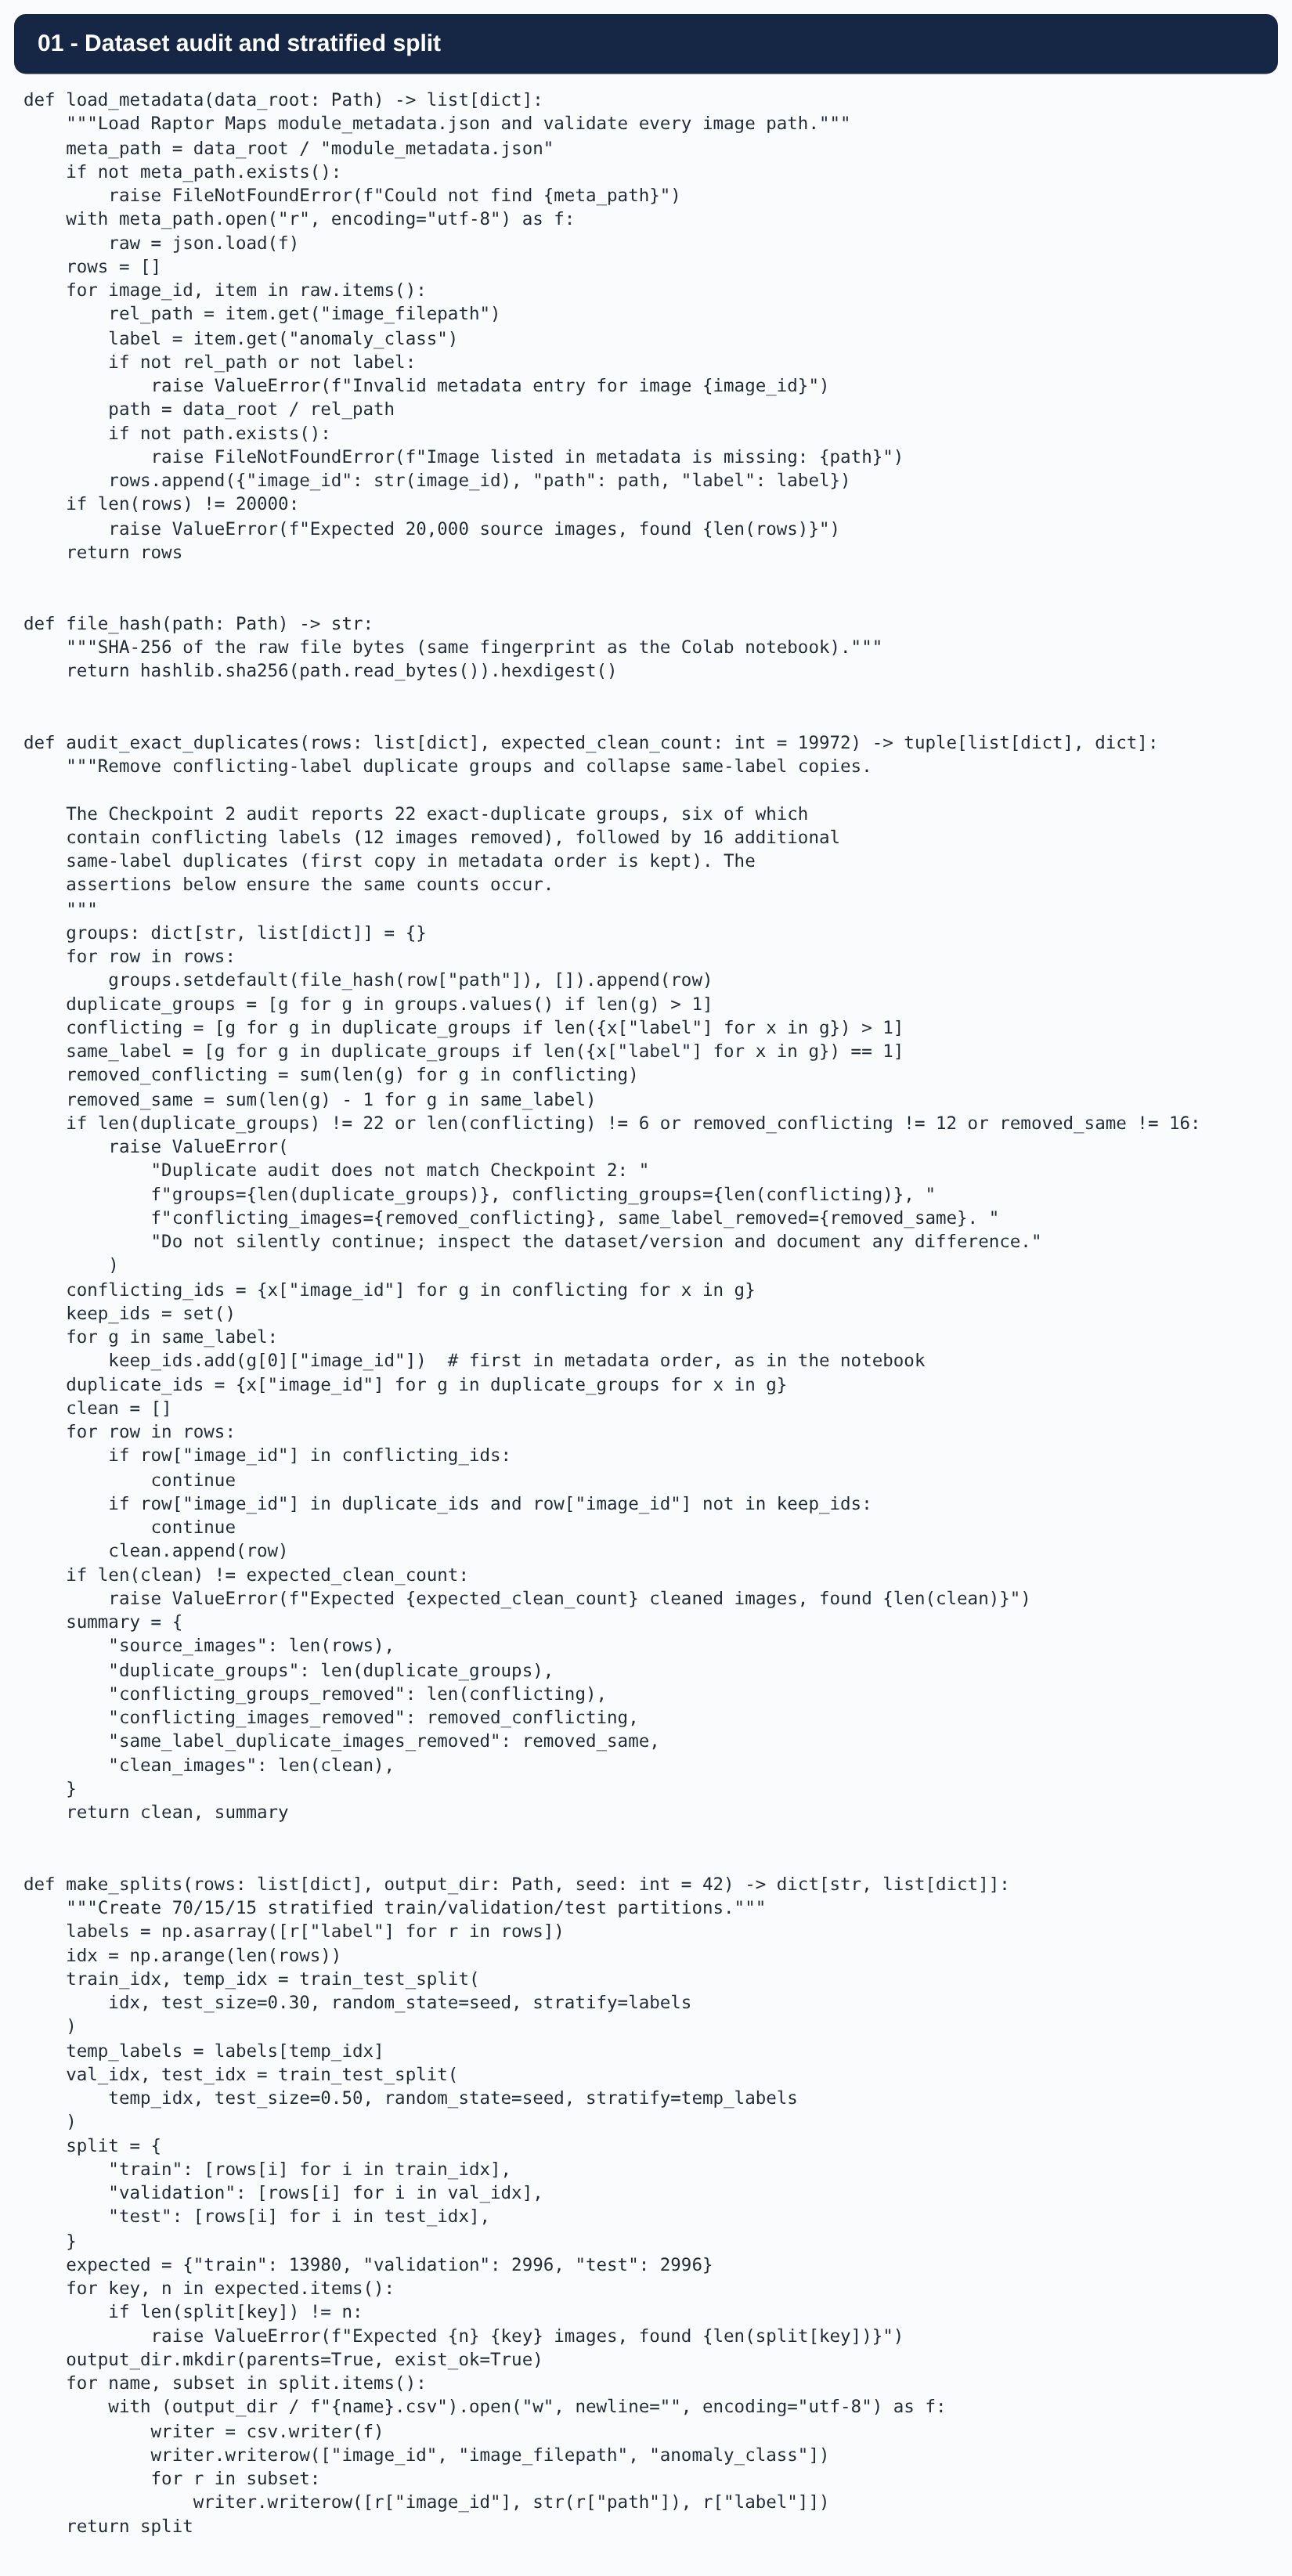 01 - Dataset audit and stratified split
def load_metadata(data_root: Path) -> list[dict]:
    """Load Raptor Maps module_metadata.json and validate every image path."""
    meta_path = data_root / "module_metadata.json"
    if not meta_path.exists():
        raise FileNotFoundError(f"Could not find {meta_path}")
    with meta_path.open("r", encoding="utf-8") as f:
        raw = json.load(f)
    rows = []
    for image_id, item in raw.items():
        rel_path = item.get("image_filepath")
        label = item.get("anomaly_class")
        if not rel_path or not label:
            raise ValueError(f"Invalid metadata entry for image {image_id}")
        path = data_root / rel_path
        if not path.exists():
            raise FileNotFoundError(f"Image listed in metadata is missing: {path}")
        rows.append({"image_id": str(image_id), "path": path, "label": label})
    if len(rows) != 20000:
        raise ValueError(f"Expected 20,000 source images, found {len(rows)}")
    return rows


def file_hash(path: Path) -> str:
    """SHA-256 of the raw file bytes (same fingerprint as the Colab notebook)."""
    return hashlib.sha256(path.read_bytes()).hexdigest()


def audit_exact_duplicates(rows: list[dict], expected_clean_count: int = 19972) -> tuple[list[dict], dict]:
    """Remove conflicting-label duplicate groups and collapse same-label copies.

    The Checkpoint 2 audit reports 22 exact-duplicate groups, six of which
    contain conflicting labels (12 images removed), followed by 16 additional
    same-label duplicates (first copy in metadata order is kept). The
    assertions below ensure the same counts occur.
    """
    groups: dict[str, list[dict]] = {}
    for row in rows:
        groups.setdefault(file_hash(row["path"]), []).append(row)
    duplicate_groups = [g for g in groups.values() if len(g) > 1]
    conflicting = [g for g in duplicate_groups if len({x["label"] for x in g}) > 1]
    same_label = [g for g in duplicate_groups if len({x["label"] for x in g}) == 1]
    removed_conflicting = sum(len(g) for g in conflicting)
    removed_same = sum(len(g) - 1 for g in same_label)
    if len(duplicate_groups) != 22 or len(conflicting) != 6 or removed_conflicting != 12 or removed_same != 16:
        raise ValueError(
            "Duplicate audit does not match Checkpoint 2: "
            f"groups={len(duplicate_groups)}, conflicting_groups={len(conflicting)}, "
            f"conflicting_images={removed_conflicting}, same_label_removed={removed_same}. "
            "Do not silently continue; inspect the dataset/version and document any difference."
        )
    conflicting_ids = {x["image_id"] for g in conflicting for x in g}
    keep_ids = set()
    for g in same_label:
        keep_ids.add(g[0]["image_id"])  # first in metadata order, as in the notebook
    duplicate_ids = {x["image_id"] for g in duplicate_groups for x in g}
    clean = []
    for row in rows:
        if row["image_id"] in conflicting_ids:
            continue
        if row["image_id"] in duplicate_ids and row["image_id"] not in keep_ids:
            continue
        clean.append(row)
    if len(clean) != expected_clean_count:
        raise ValueError(f"Expected {expected_clean_count} cleaned images, found {len(clean)}")
    summary = {
        "source_images": len(rows),
        "duplicate_groups": len(duplicate_groups),
        "conflicting_groups_removed": len(conflicting),
        "conflicting_images_removed": removed_conflicting,
        "same_label_duplicate_images_removed": removed_same,
        "clean_images": len(clean),
    }
    return clean, summary


def make_splits(rows: list[dict], output_dir: Path, seed: int = 42) -> dict[str, list[dict]]:
    """Create 70/15/15 stratified train/validation/test partitions."""
    labels = np.asarray([r["label"] for r in rows])
    idx = np.arange(len(rows))
    train_idx, temp_idx = train_test_split(
        idx, test_size=0.30, random_state=seed, stratify=labels
    )
    temp_labels = labels[temp_idx]
    val_idx, test_idx = train_test_split(
        temp_idx, test_size=0.50, random_state=seed, stratify=temp_labels
    )
    split = {
        "train": [rows[i] for i in train_idx],
        "validation": [rows[i] for i in val_idx],
        "test": [rows[i] for i in test_idx],
    }
    expected = {"train": 13980, "validation": 2996, "test": 2996}
    for key, n in expected.items():
        if len(split[key]) != n:
            raise ValueError(f"Expected {n} {key} images, found {len(split[key])}")
    output_dir.mkdir(parents=True, exist_ok=True)
    for name, subset in split.items():
        with (output_dir / f"{name}.csv").open("w", newline="", encoding="utf-8") as f:
            writer = csv.writer(f)
            writer.writerow(["image_id", "image_filepath", "anomaly_class"])
            for r in subset:
                writer.writerow([r["image_id"], str(r["path"]), r["label"]])
    return split